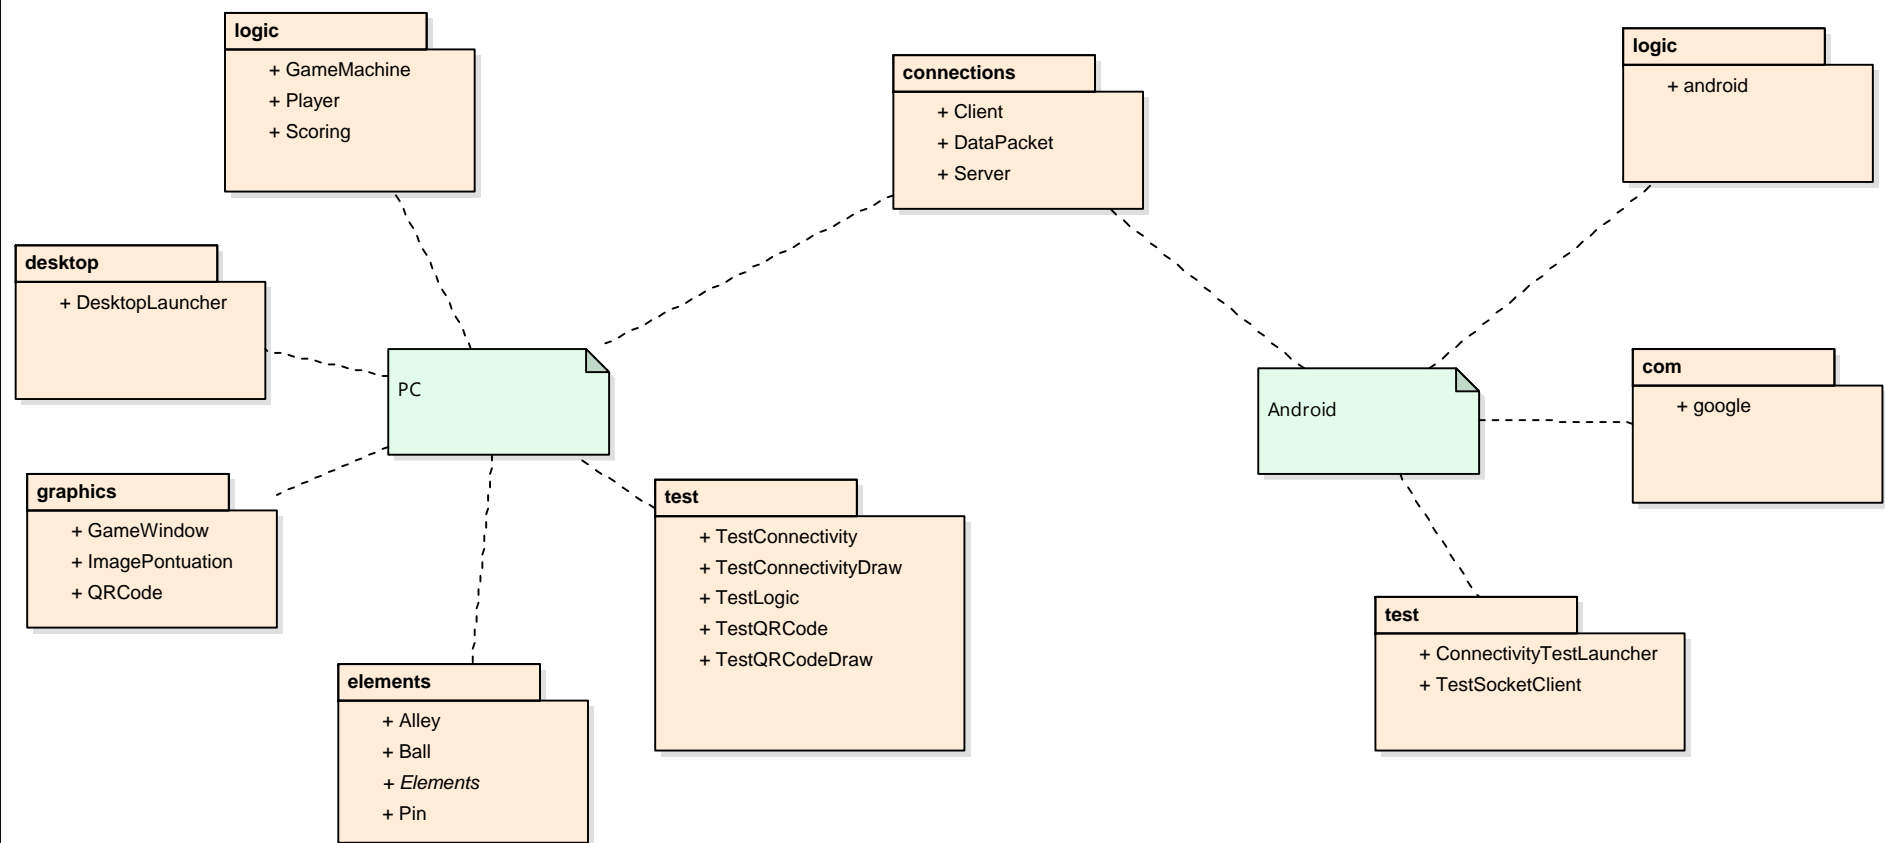 logic
+ GameMachine
+ Player
+ Scoring
connections
+ Client
+ DataPacket
+ Server
logic
+ android
desktop
+ DesktopLauncher
PC
Android
com
+ google
graphics
+ GameWindow
+ ImagePontuation
+ QRCode
test
+ TestConnectivity
+ TestConnectivityDraw
+ TestLogic
+ TestQRCode
+ TestQRCodeDraw
test
+ ConnectivityTestLauncher
+ TestSocketClient
elements
+ Alley
+ Ball
+ Elements
+ Pin